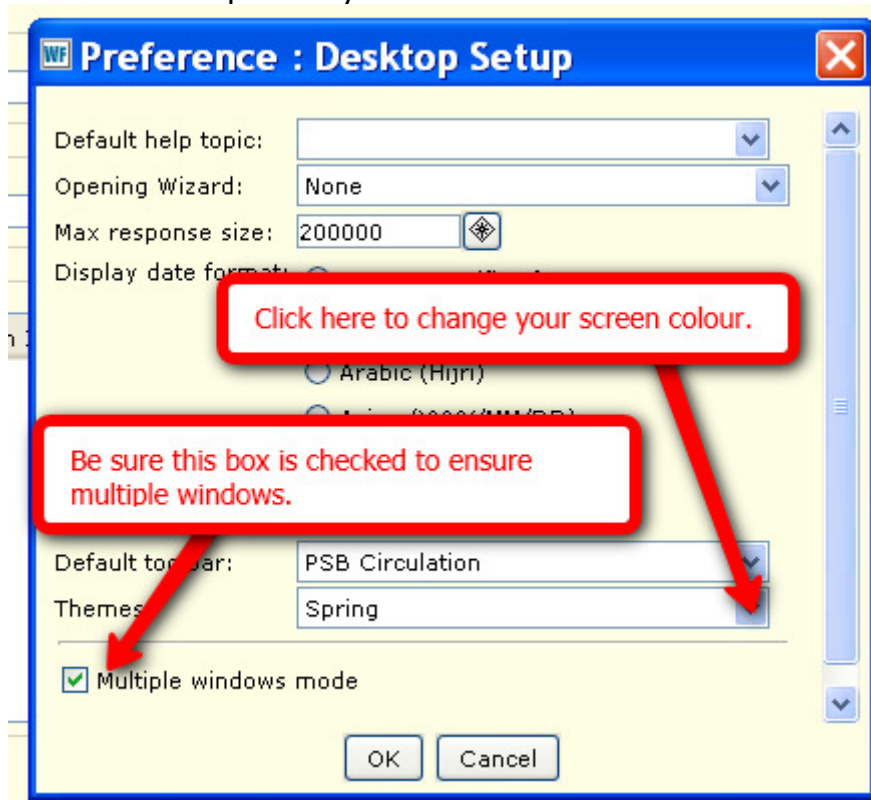 WF Preference : Desktop Setup
Default help topic:
Opening Wizard: None
Max response size: 200000
Display date format:
Click here to change your screen colour.
Arabic (Hijri)
Be sure this box is checked to ensure
multiple windows.
Default toolbar: PSB Circulation
Themes Spring
Multiple windows mode
OK Cancel